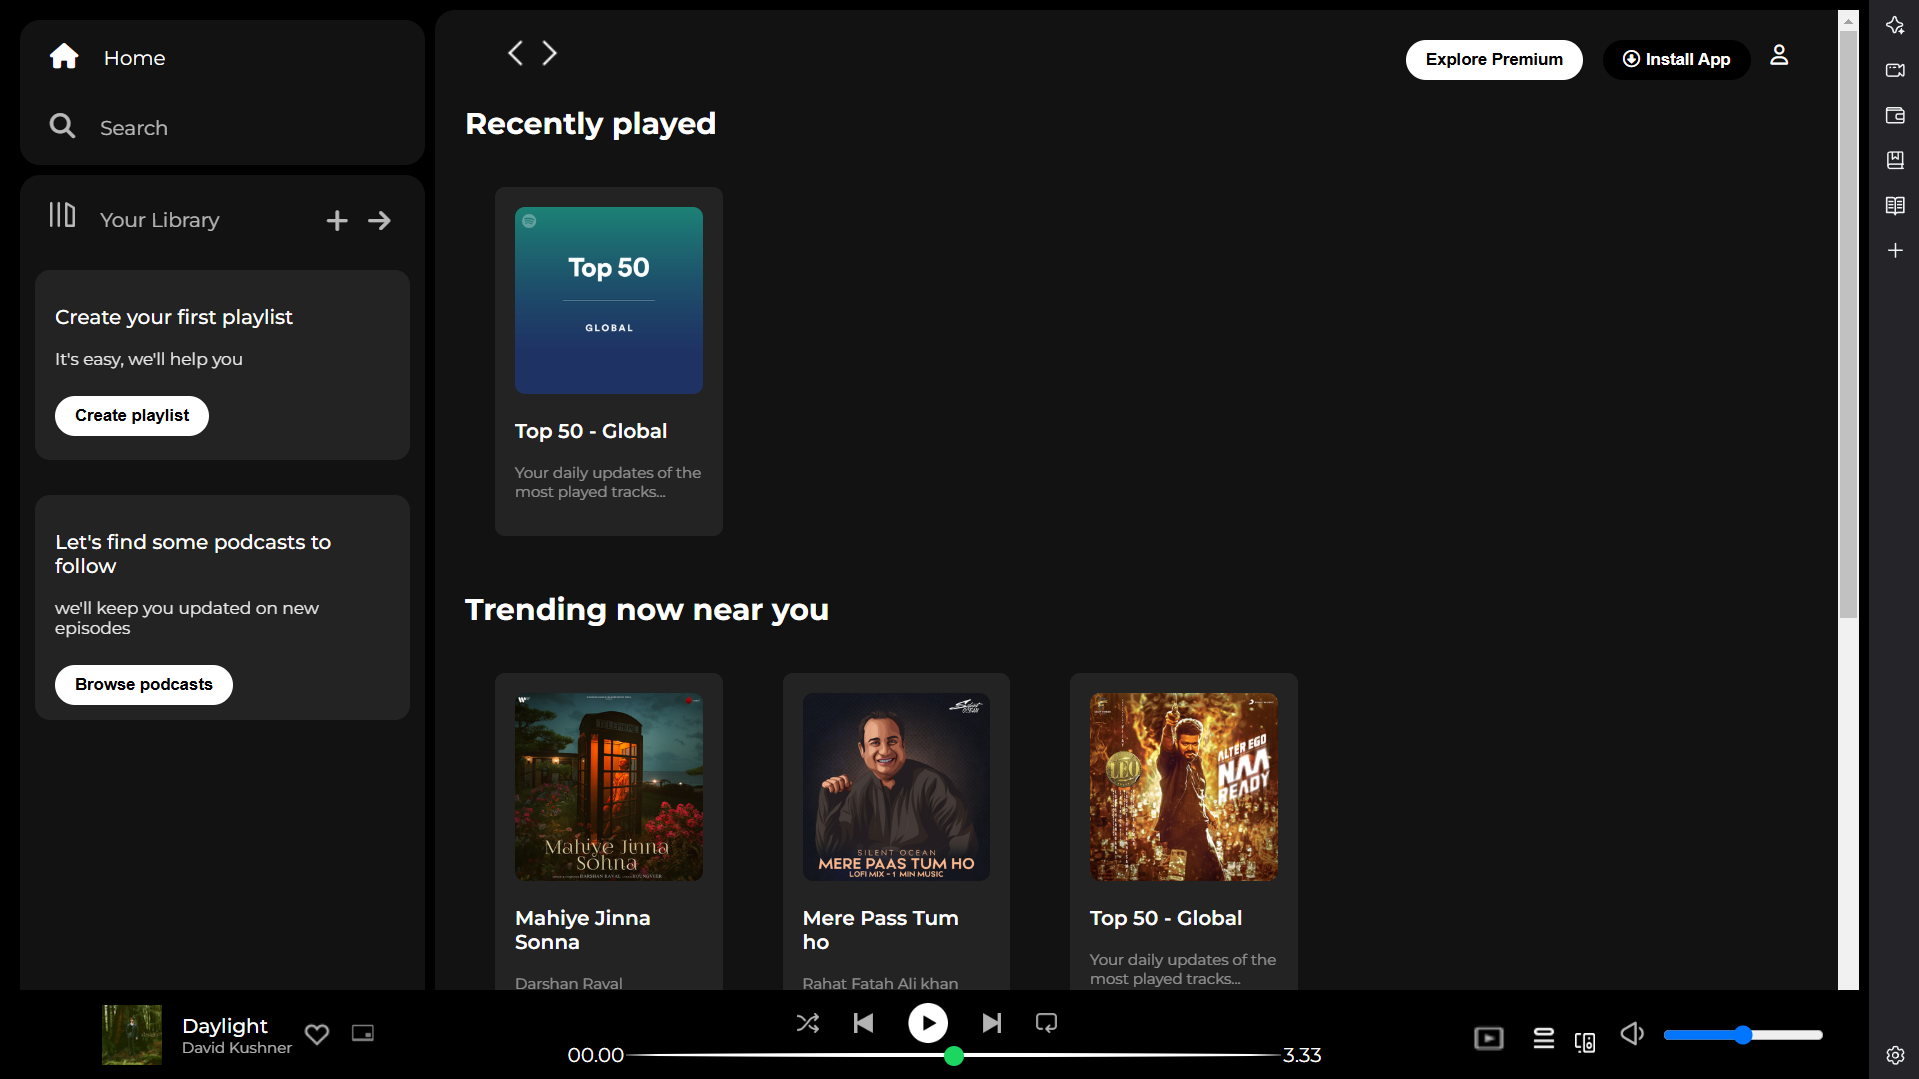 Home
Search
Your Library
Create your first playlist
It's easy, we'll help you
Create playlist
Let's find some podcasts to
follow
we'll keep you updated on new
episodes
Browse podcasts
Explore Premium
Install App
Recently played
Top 50
GLOBAL
Top 50 - Global
Your daily updates of the
most played tracks...
Trending now near you
Mahiye Jinna
Sohna
DARSHAN RAVAL
Mahiye Jinna
Sonna
Darshan Raval
Silent
OCEAN
SILENT OCEAN
MERE PAAS TUM HO
LOFI MIX - 1 MIN MUSIC
Mere Pass Tum
ho
Rahat Fatah Ali khan
LEO
ALTER EGO
NAA
READY
Top 50 - Global
Your daily updates of the
most played tracks...
Daylight
David Kushner
00.00
3.33